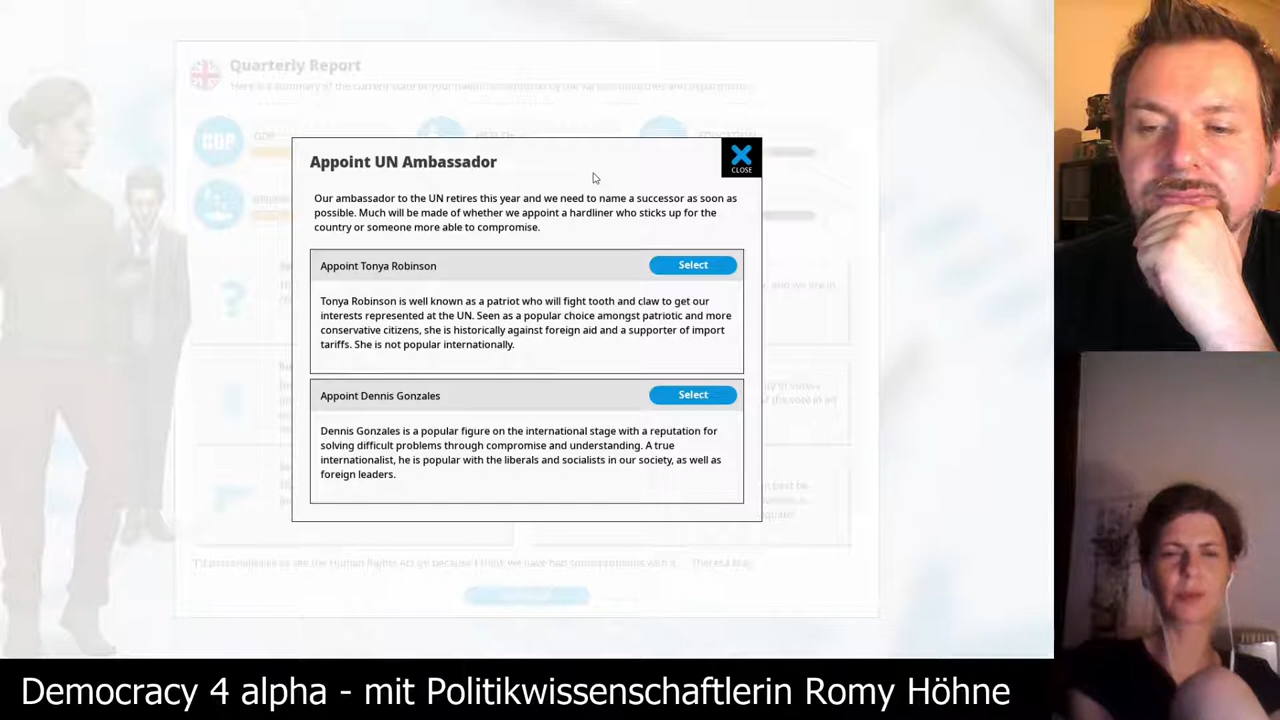 Quarterly Report
GDP
Appoint UN Ambassador
CLOSE
Our ambassador to the UN retires this year and we need to name a successor as soon as
possible. Much will be made of whether we appoint a hardliner who sticks up for the
country or someone more able to compromise.
Appoint Tonya Robinson
Select
Tonya Robinson is well known as a patriot who will fight tooth and claw to get our
interests represented at the UN. Seen as a popular choice amongst patriotic and more
conservative citizens, she is historically against foreign aid and a supporter of import
tariffs. She is not popular internationally.
Appoint Dennis Gonzales
Select
Dennis Gonzales is a popular figure on the international stage with a reputation for
solving difficult problems through compromise and understanding. A true
internationalist, he is popular with the liberals and socialists in our society, as well as
foreign leaders.
Democracy 4 alpha - mit Politikwissenschaftlerin Romy Höhne